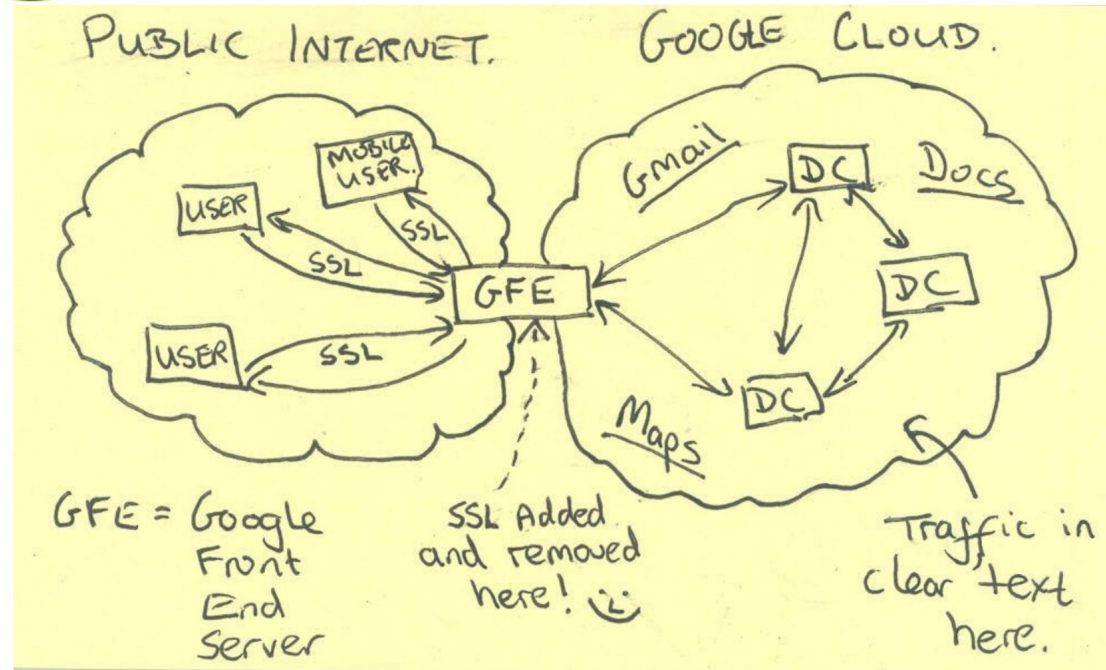 PUBLIC INTERNET.
GOOGLE CLOUD.
MOBILE
USER.
USER
SSL
SSL
USER
SSL
GFE
Gmail
DC
Docs
DC
DC
Maps
GFE = Google
Front
End
Server
SSL Added
and removed
here!
Traffic in
clear text
here.